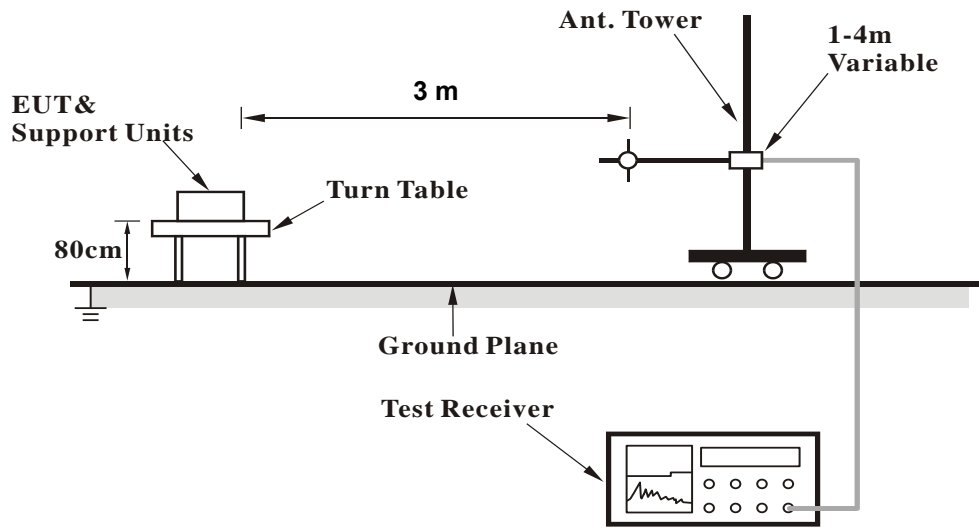 Ant. Tower
1-4m
Variable
3 m
EUT&
Support Units
Turn Table
80cm
Ground Plane
Test Receiver